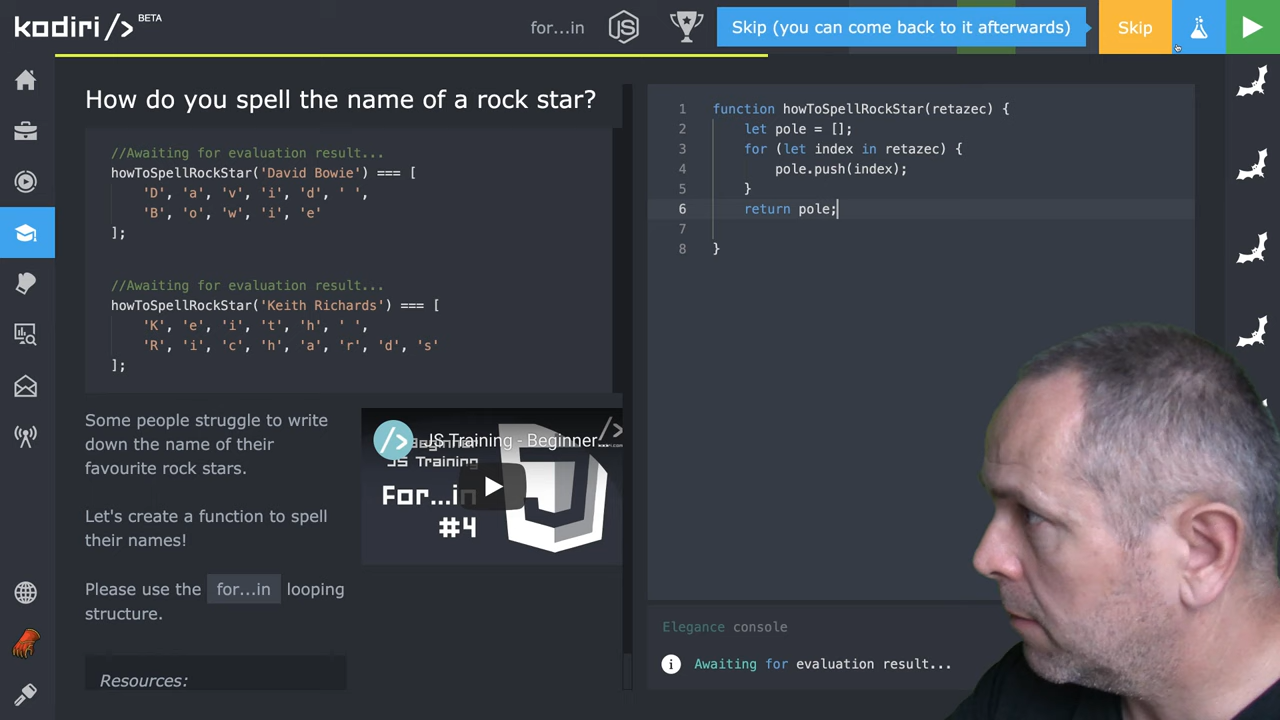 kodiri /> BETA
for...in
JS
Skip (you can come back to it afterwards)
Skip
How do you spell the name of a rock star?
//Awaiting for evaluation result...
howToSpellRockStar('David Bowie') === [
'D', 'a', 'v', 'i', 'd', ' ',
'B', 'o', 'w', 'i', 'e'
];
//Awaiting for evaluation result...
howToSpellRockStar('Keith Richards') === [
'K', 'e', 'i', 't', 'h', ' ',
'R', 'i', 'c', 'h', 'a', 'r', 'd', 's'
];
Some people struggle to write
down the name of their
favourite rock stars.
Let's create a function to spell
their names!
Please use the for...in looping
structure.
Resources:
JS Training - Beginner
Beginner
JS Training
For...in
#4
1 function howToSpellRockStar(retazec) {
2 let pole = [];
3 for (let index in retazec) {
4 pole.push(index);
5 }
6 return pole;
7
8 }
Elegance console
Awaiting for evaluation result...